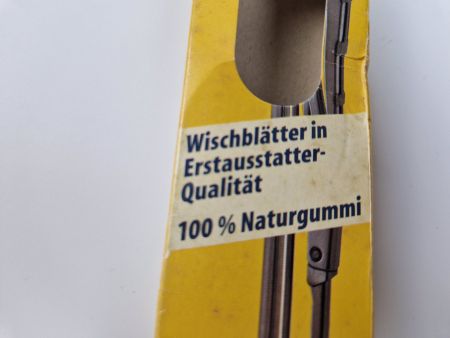 Wischblätter in
Erstausstatter-
Qualität
100 % Naturgummi